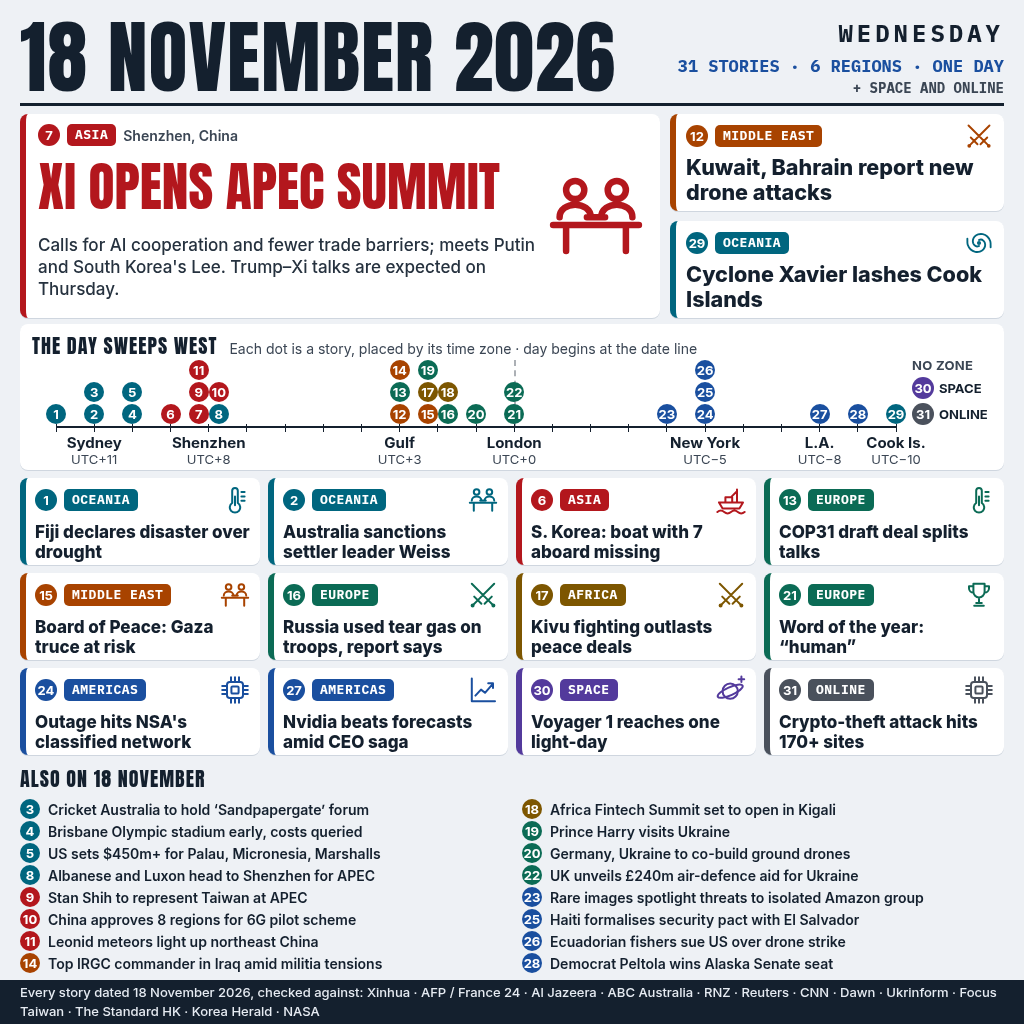 18 NOVEMBER 2026
WEDNESDAY
31 STORIES · 6 REGIONS · ONE DAY
+ SPACE AND ONLINE
7 ASIA Shenzhen, China
XI OPENS APEC SUMMIT
Calls for AI cooperation and fewer trade barriers; meets Putin
and South Korea's Lee. Trump–Xi talks are expected on
Thursday.
12 MIDDLE EAST
Kuwait, Bahrain report new
drone attacks
29 OCEANIA
Cyclone Xavier lashes Cook
Islands
THE DAY SWEEPS WEST Each dot is a story, placed by its time zone · day begins at the date line
11 14 19 26
3 5 9 10 13 17 18 22 25
1 2 4 6 7 8 12 15 16 20 21 23 24 27 28 29
NO ZONE
30 SPACE
31 ONLINE
Sydney Shenzhen Gulf London New York L.A. Cook Is.
UTC+11 UTC+8 UTC+3 UTC+0 UTC−5 UTC−8 UTC−10
1 OCEANIA
Fiji declares disaster over
drought
2 OCEANIA
Australia sanctions
settler leader Weiss
6 ASIA
S. Korea: boat with 7
aboard missing
13 EUROPE
COP31 draft deal splits
talks
15 MIDDLE EAST
Board of Peace: Gaza
truce at risk
16 EUROPE
Russia used tear gas on
troops, report says
17 AFRICA
Kivu fighting outlasts
peace deals
21 EUROPE
Word of the year:
“human”
24 AMERICAS
Outage hits NSA's
classified network
27 AMERICAS
Nvidia beats forecasts
amid CEO saga
30 SPACE
Voyager 1 reaches one
light-day
31 ONLINE
Crypto-theft attack hits
170+ sites
ALSO ON 18 NOVEMBER
3 Cricket Australia to hold ‘Sandpapergate’ forum
4 Brisbane Olympic stadium early, costs queried
5 US sets $450m+ for Palau, Micronesia, Marshalls
8 Albanese and Luxon head to Shenzhen for APEC
9 Stan Shih to represent Taiwan at APEC
10 China approves 8 regions for 6G pilot scheme
11 Leonid meteors light up northeast China
14 Top IRGC commander in Iraq amid militia tensions
18 Africa Fintech Summit set to open in Kigali
19 Prince Harry visits Ukraine
20 Germany, Ukraine to co-build ground drones
22 UK unveils £240m air-defence aid for Ukraine
23 Rare images spotlight threats to isolated Amazon group
25 Haiti formalises security pact with El Salvador
26 Ecuadorian fishers sue US over drone strike
28 Democrat Peltola wins Alaska Senate seat
Every story dated 18 November 2026, checked against: Xinhua · AFP / France 24 · Al Jazeera · ABC Australia · RNZ · Reuters · CNN · Dawn · Ukrinform · Focus
Taiwan · The Standard HK · Korea Herald · NASA